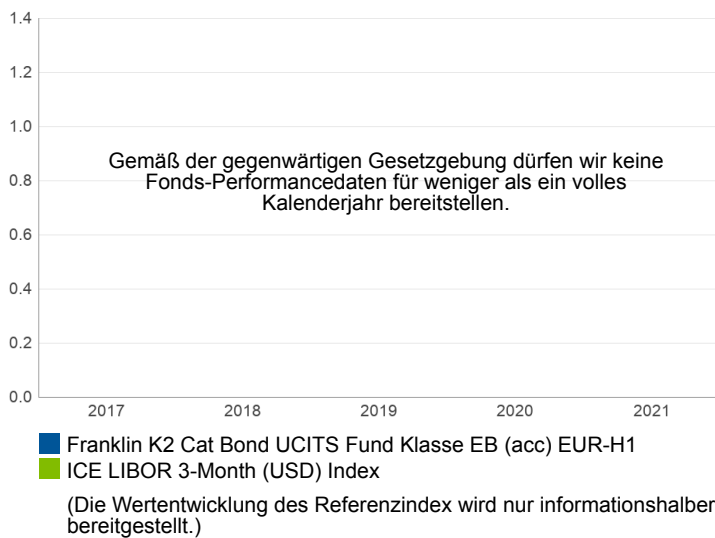 1.4
1.2
1.0
0.8
0.6
0.4
0.2
0.0
Gemäß der gegenwärtigen Gesetzgebung dürfen wir keine
Fonds-Performancedaten für weniger als ein volles
Kalenderjahr bereitstellen.
2017 2018 2019 2020 2021
Franklin K2 Cat Bond UCITS Fund Klasse EB (acc) EUR-H1
ICE LIBOR 3-Month (USD) Index
(Die Wertentwicklung des Referenzindex wird nur informationshalber
bereitgestellt.)